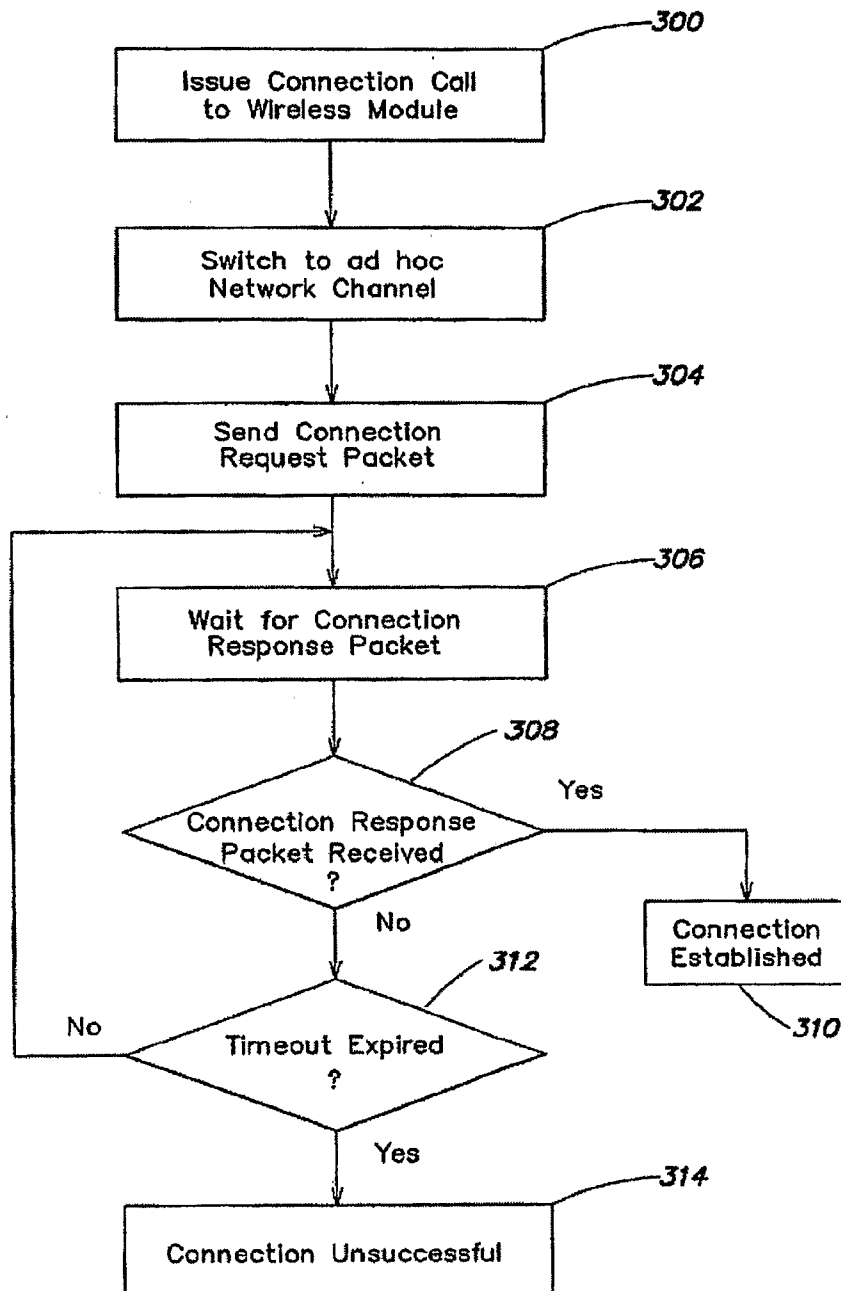 300
Issue Connection Call
to Wireless Module
302
Switch to ad hoc
Network Channel
304
Send Connection
Request Packet
306
Wait for Connection
Response Packet
308
Yes
Connection Response
Packet Received
?
No
Connection
Established
310
312
No
Timeout Expired
?
Yes
314
Connection Unsuccessful